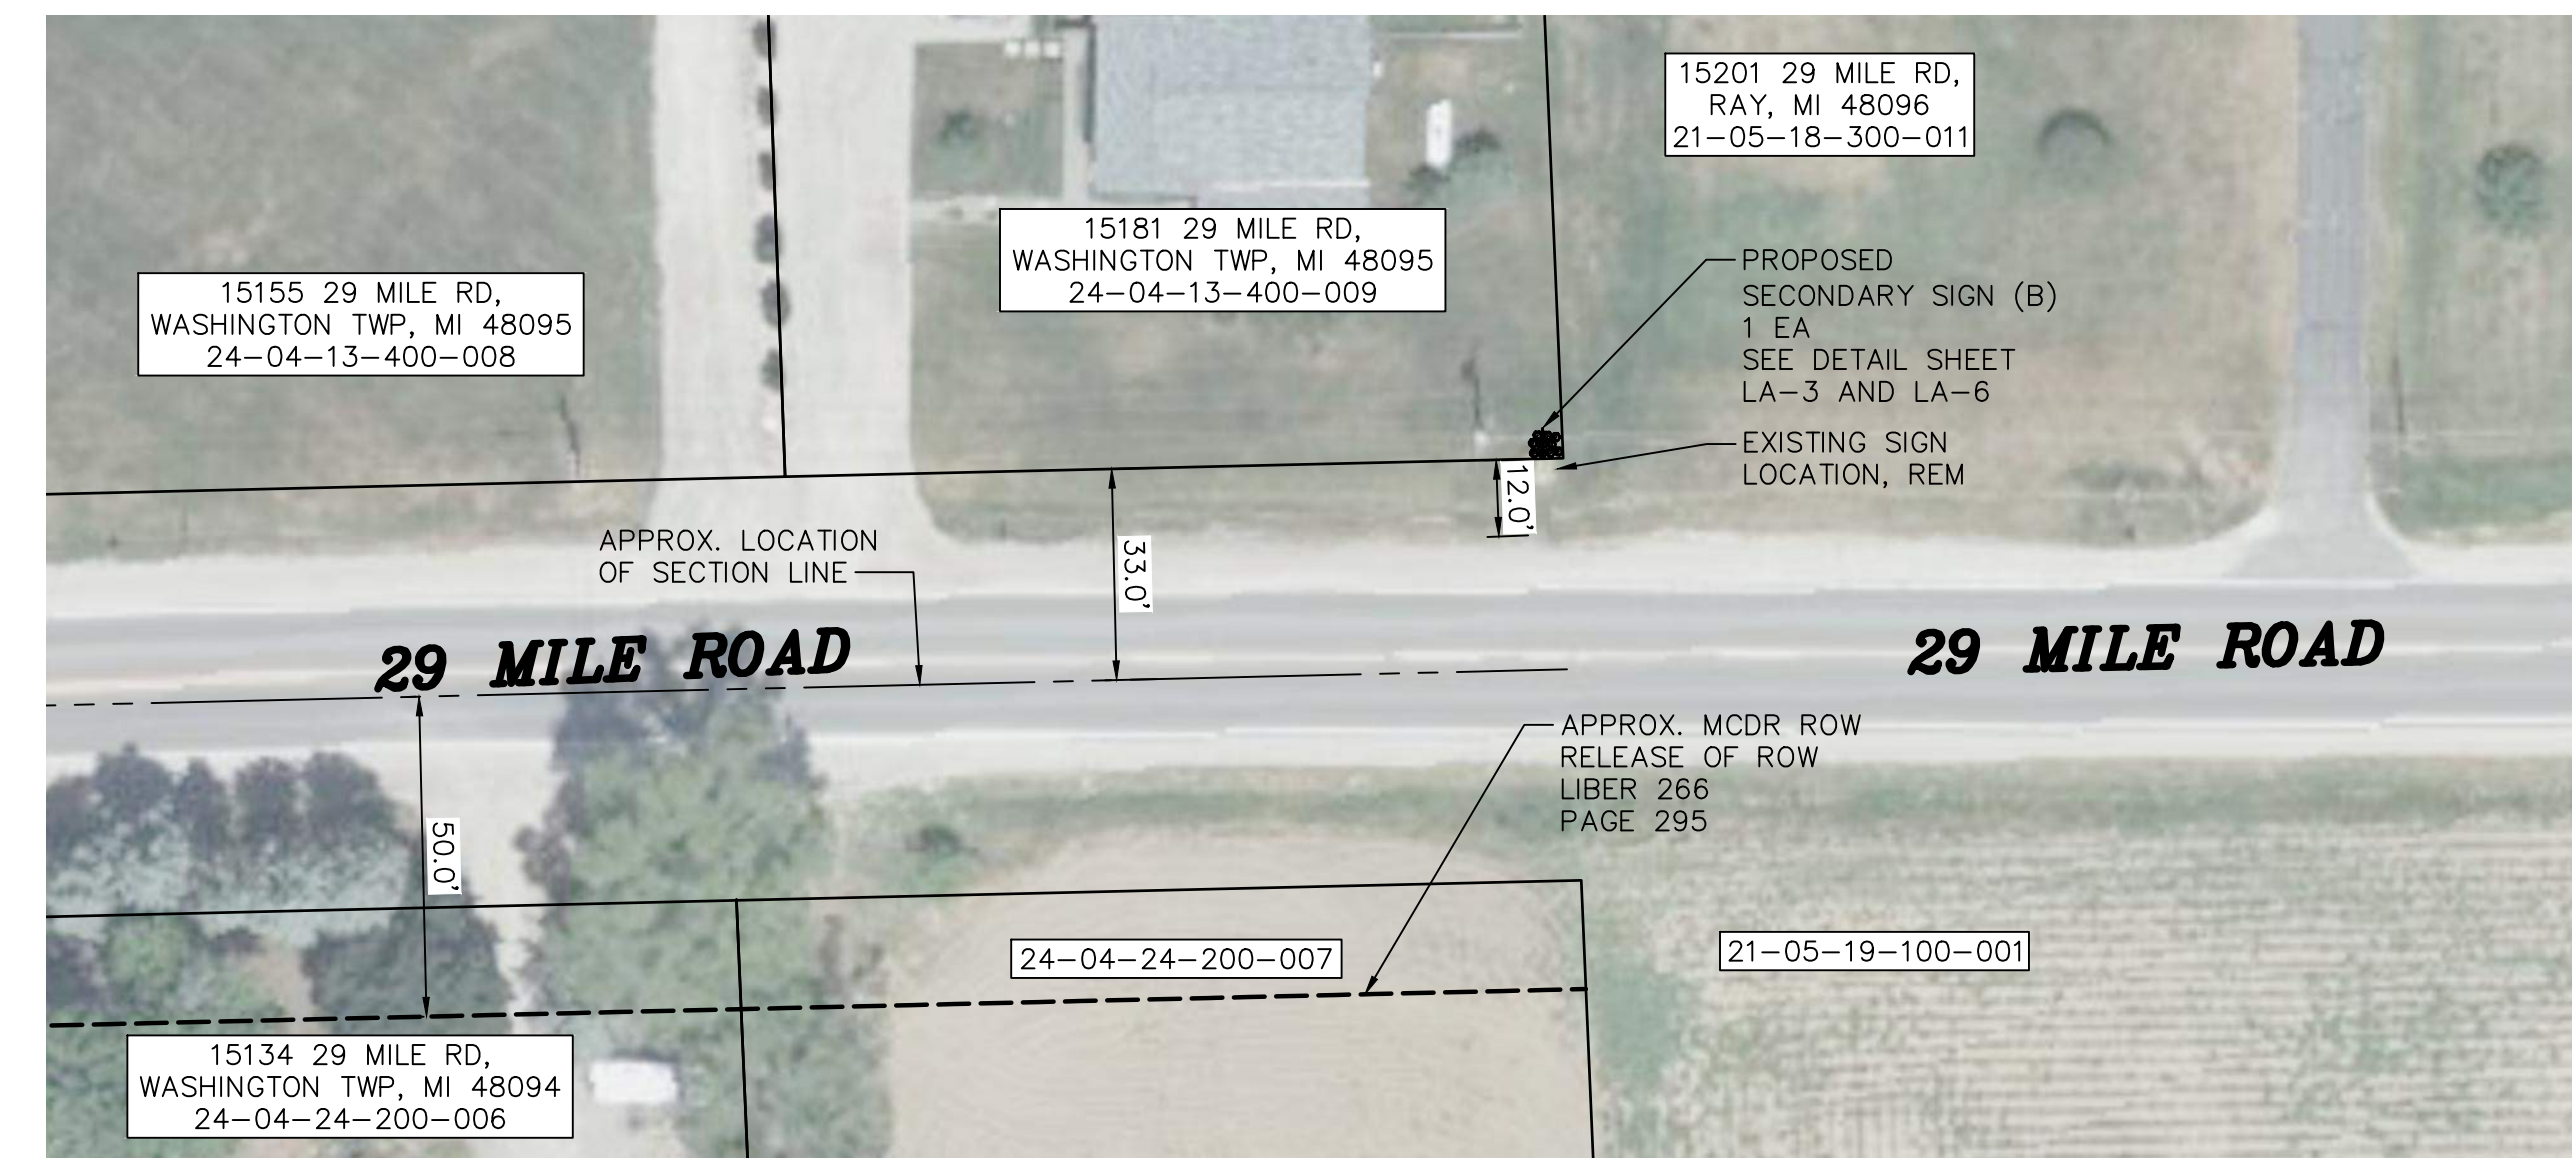 15201 29 MILE RD,
RAY, MI 48096
21-05-18-300-011
15181 29 MILE RD,
WASHINGTON TWP, MI 48095
24-04-13-400-009
15155 29 MILE RD,
WASHINGTON TWP, MI 48095
24-04-13-400-008
PROPOSED
SECONDARY SIGN (B)
1 EA
SEE DETAIL SHEET
LA-3 AND LA-6
EXISTING SIGN
LOCATION, REM
12.0'
APPROX. LOCATION
OF SECTION LINE
33.0'
29 MILE ROAD
29 MILE ROAD
APPROX. MCDR ROW
RELEASE OF ROW
LIBER 266
PAGE 295
50.0'
24-04-24-200-007
21-05-19-100-001
15134 29 MILE RD,
WASHINGTON TWP, MI 48094
24-04-24-200-006